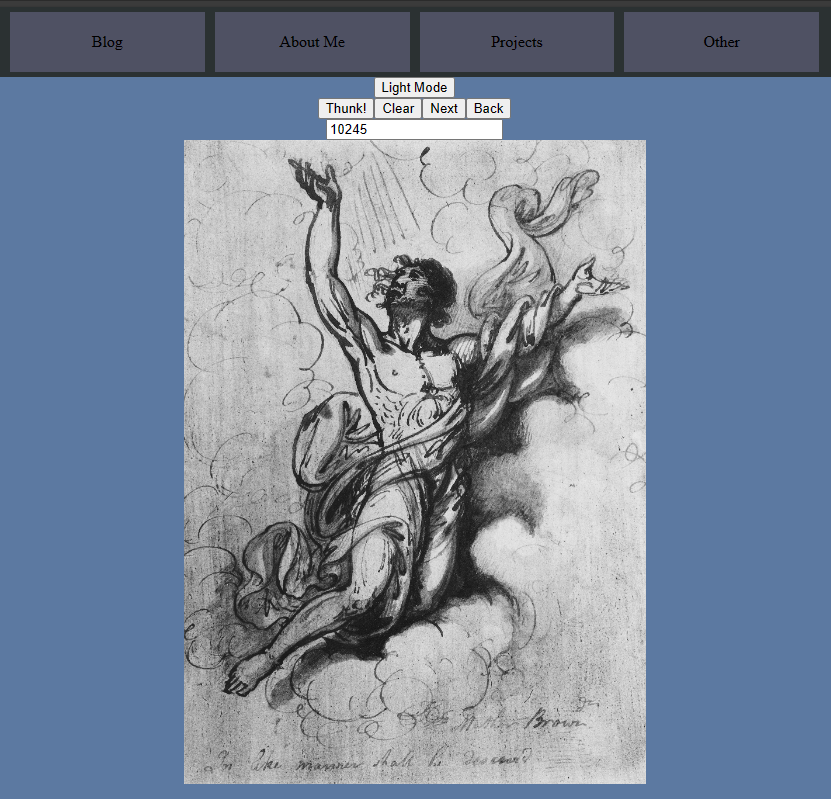 Blog About Me Projects Other
Light Mode
Thunk! Clear Next Back
10245
Brown
In like manner shall he descend